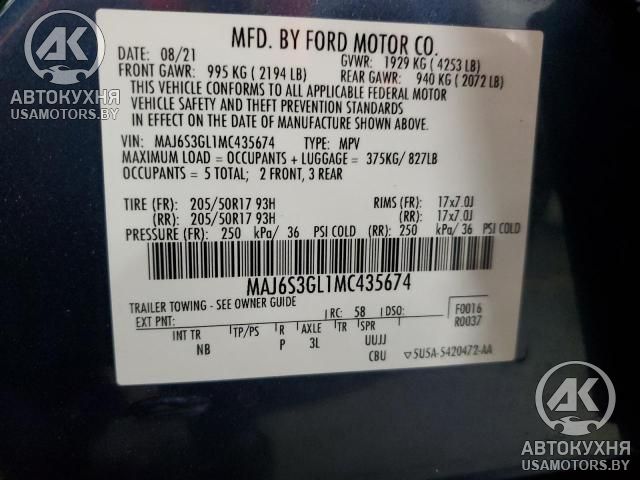 MFD. BY FORD MOTOR CO.
DATE: 08/21 GVWR: 1929 KG ( 4253 LB)
FRONT GAWR: 995 KG ( 2194 LB) REAR GAWR: 940 KG ( 2072 LB)
THIS VEHICLE CONFORMS TO ALL APPLICABLE FEDERAL MOTOR
VEHICLE SAFETY AND THEFT PREVENTION STANDARDS
IN EFFECT ON THE DATE OF MANUFACTURE SHOWN ABOVE.
VIN: MAJ6S3GL1MC435674 TYPE: MPV
MAXIMUM LOAD = OCCUPANTS + LUGGAGE = 375KG/ 827LB
OCCUPANTS = 5 TOTAL; 2 FRONT, 3 REAR
TIRE (FR): 205/50R17 93H RIMS (FR): 17x7.0J
(RR): 205/50R17 93H (RR): 17x7.0J
PRESSURE (FR): 250 kPa/ 36 PSI COLD (RR): 250 kPa/ 36 PSI COLD
MAJ6S3GL1MC435674
TRAILER TOWING - SEE OWNER GUIDE
EXT PNT: RC: 58 DSO: F0016
R0037
INT TR TP/PS R AXLE TR SPR
NB P 3L UUJJ
CBU 5U5A-5420472-AA
AK
АВТОКУХНЯ
USAMOTORS.BY
AK
АВТОКУХНЯ
USAMOTORS.BY